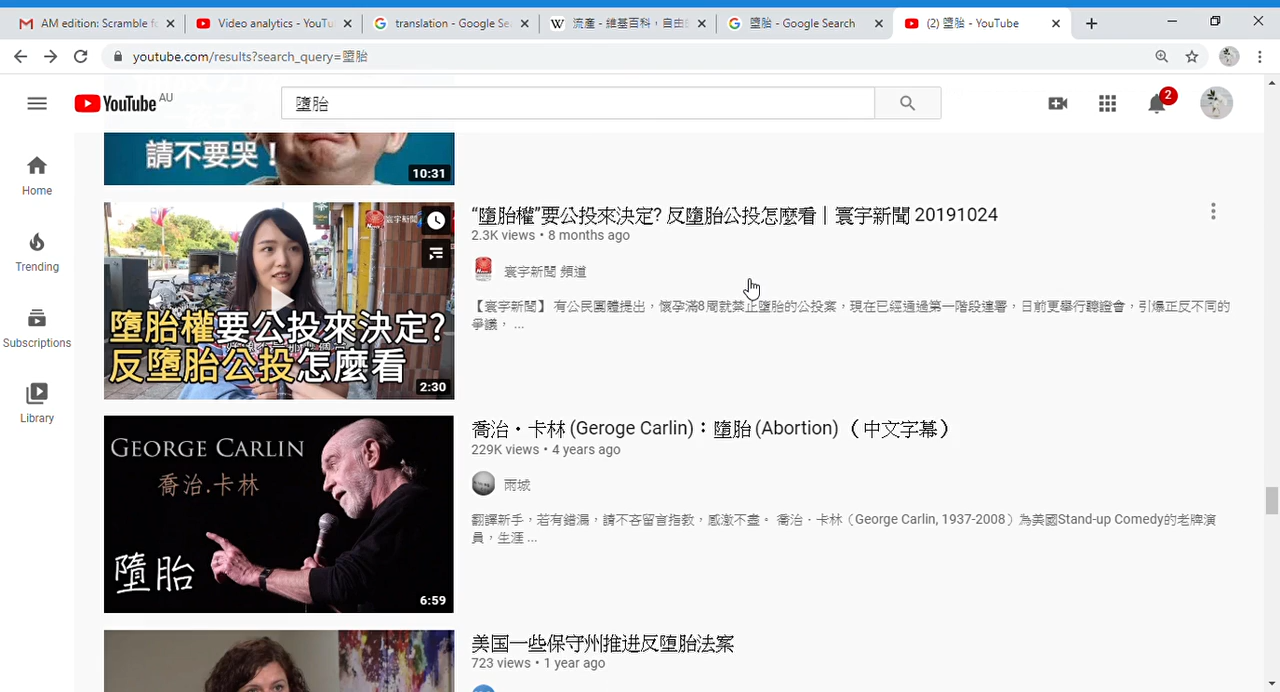 AM edition: Scramble f
Video analytics - YouTu
translation - Google Se
流產 - 維基百科，自由
墮胎 - Google Search
(2) 墮胎 - YouTube
youtube.com/results?search_query=墮胎
YouTube AU
墮胎
2
Home
Trending
Subscriptions
Library
請不要哭！
10:31
寰宇新聞
墮胎權要公投來決定?
反墮胎公投怎麼看
2:30
“墮胎權”要公投來決定? 反墮胎公投怎麼看｜寰宇新聞 20191024
2.3K views • 8 months ago
寰宇新聞 頻道
【寰宇新聞】 有公民團體提出，懷孕滿8周就禁止墮胎的公投案，現在已經通過第一階段連署，日前更舉行聽證會，引爆正反不同的
爭議， ...
GEORGE CARLIN
喬治.卡林
墮胎
6:59
喬治·卡林 (Geroge Carlin)：墮胎 (Abortion) （中文字幕）
229K views • 4 years ago
雨城
翻譯新手，若有錯漏，請不吝留言指教，感激不盡。 喬治．卡林（George Carlin, 1937-2008）為美國Stand-up Comedy的老牌演
員，生涯 ...
美国一些保守州推进反堕胎法案
723 views • 1 year ago